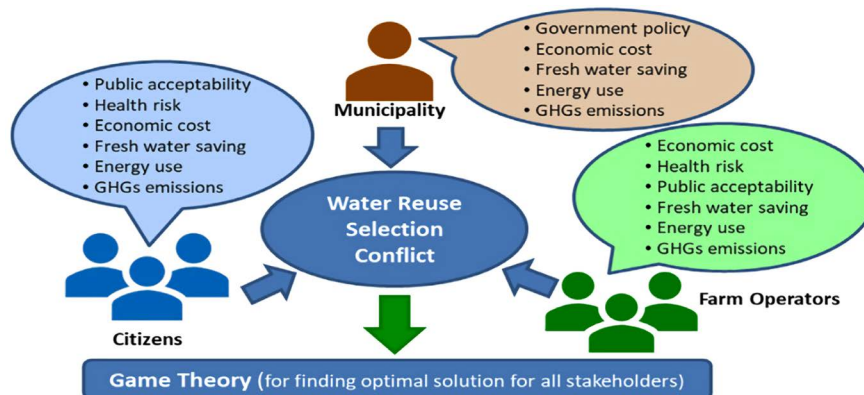 • Government policy
• Economic cost
• Fresh water saving
• Energy use
• GHGs emissions
Municipality
• Public acceptability
• Health risk
• Economic cost
• Fresh water saving
• Energy use
• GHGs emissions
Citizens
• Economic cost
• Health risk
• Public acceptability
• Fresh water saving
• Energy use
• GHGs emissions
Farm Operators
Water Reuse
Selection
Conflict
Game Theory (for finding optimal solution for all stakeholders)